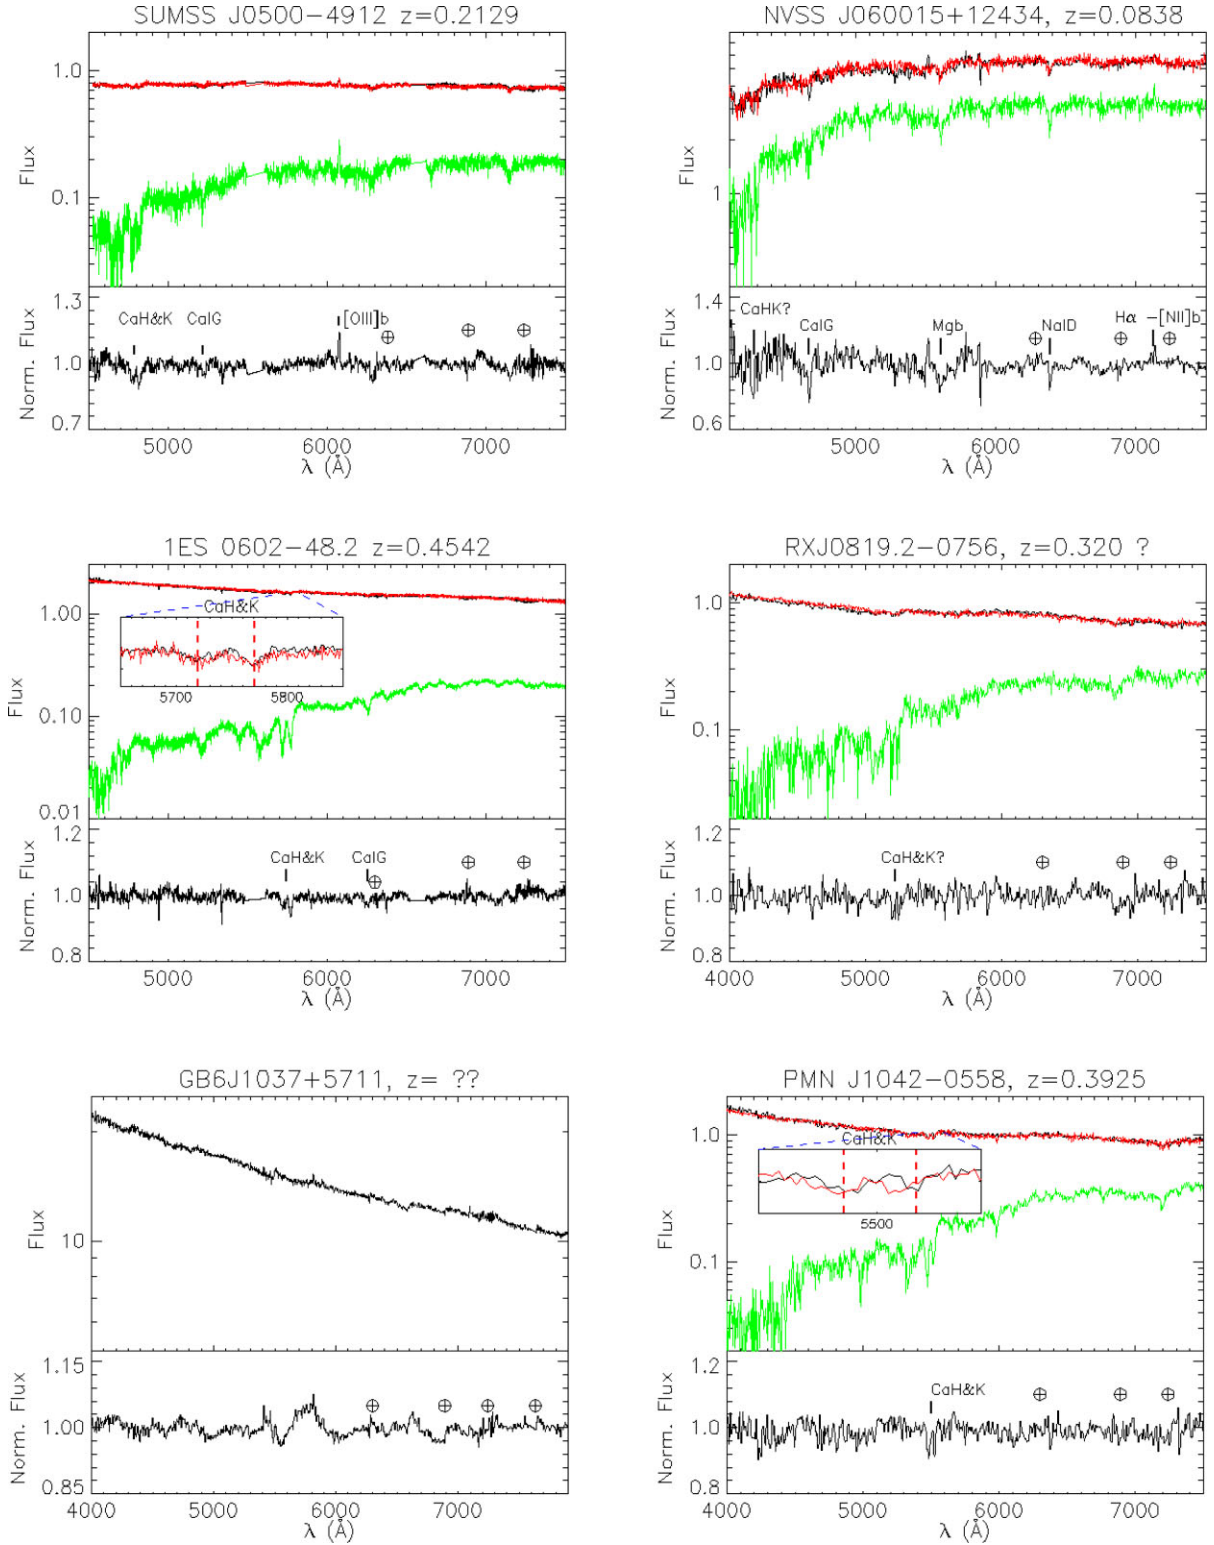 SUMSS J0500−4912 z=0.2129
1.0
0.1
Flux
1.3
1.0
0.7
Norm. Flux
CaH&K
CaIG
[OIII]b
⊕
⊕
⊕
5000
6000
7000
λ (Å)
NVSS J060015+12434, z=0.0838
1
Flux
1.4
1.0
0.6
Norm. Flux
CaHK?
CaIG
Mgb
⊕
NaID
Hα
−[NII]b
⊕
⊕
5000
6000
7000
λ (Å)
1ES 0602−48.2 z=0.4542
1.00
0.10
0.01
Flux
CaH&K
5700
5800
1.2
1.0
0.8
Norm. Flux
CaH&K
CaIG
⊕
⊕
⊕
5000
6000
7000
λ (Å)
RXJ0819.2−0756, z=0.320 ?
1.0
0.1
Flux
1.2
1.0
0.8
Norm. Flux
CaH&K?
⊕
⊕
⊕
4000
5000
6000
7000
λ (Å)
GB6J1037+5711, z= ??
10
Flux
1.15
1.00
0.85
Norm. Flux
⊕
⊕
⊕
⊕
4000
5000
6000
7000
λ (Å)
PMN J1042−0558, z=0.3925
1.0
0.1
Flux
CaH&K
5500
1.2
1.0
0.8
Norm. Flux
CaH&K
⊕
⊕
⊕
4000
5000
6000
7000
λ (Å)